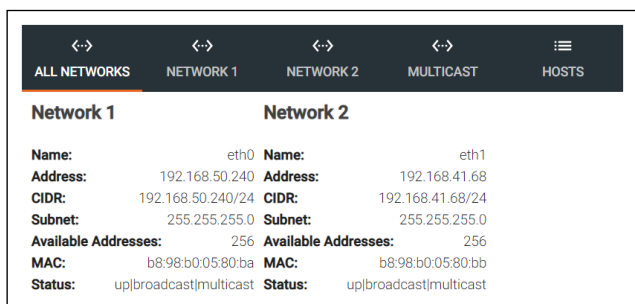 ALL NETWORKS NETWORK 1 NETWORK 2 MULTICAST HOSTS
Network 1 Network 2
Name: eth0 Name: eth1
Address: 192.168.50.240 Address: 192.168.41.68
CIDR: 192.168.50.240/24 CIDR: 192.168.41.68/24
Subnet: 255.255.255.0 Subnet: 255.255.255.0
Available Addresses: 256 Available Addresses: 256
MAC: b8:98:b0:05:80:ba MAC: b8:98:b0:05:80:bb
Status: up|broadcast|multicast Status: up|broadcast|multicast